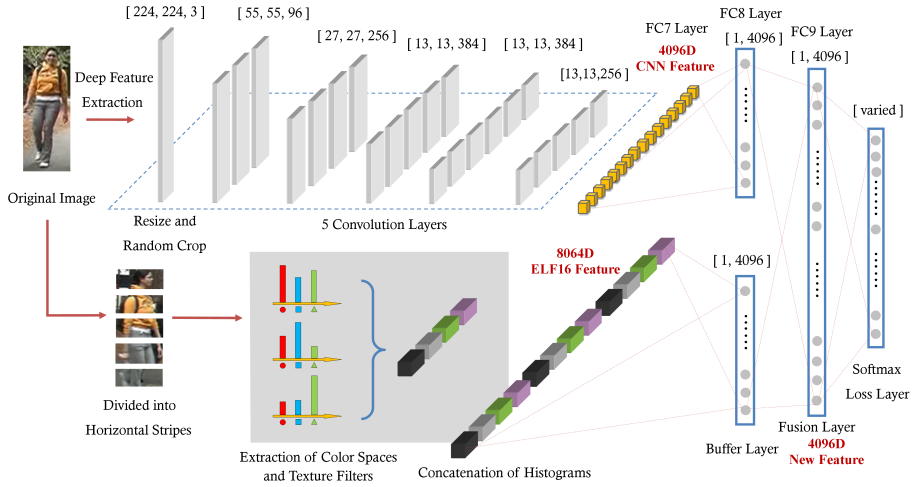 [ 224, 224, 3 ]
[ 55, 55, 96 ]
[ 27, 27, 256 ]
[ 13, 13, 384 ]
[ 13, 13, 384 ]
[13,13,256 ]
FC7 Layer
4096D
CNN Feature
FC8 Layer
[ 1, 4096 ]
FC9 Layer
[ 1, 4096 ]
[ varied ]
Deep Feature
Extraction
Original Image
Resize and
Random Crop
5 Convolution Layers
8064D
ELF16 Feature
[ 1, 4096 ]
Softmax
Loss Layer
Divided into
Horizontal Stripes
Extraction of Color Spaces
and Texture Filters
Concatenation of Histograms
Buffer Layer
Fusion Layer
4096D
New Feature